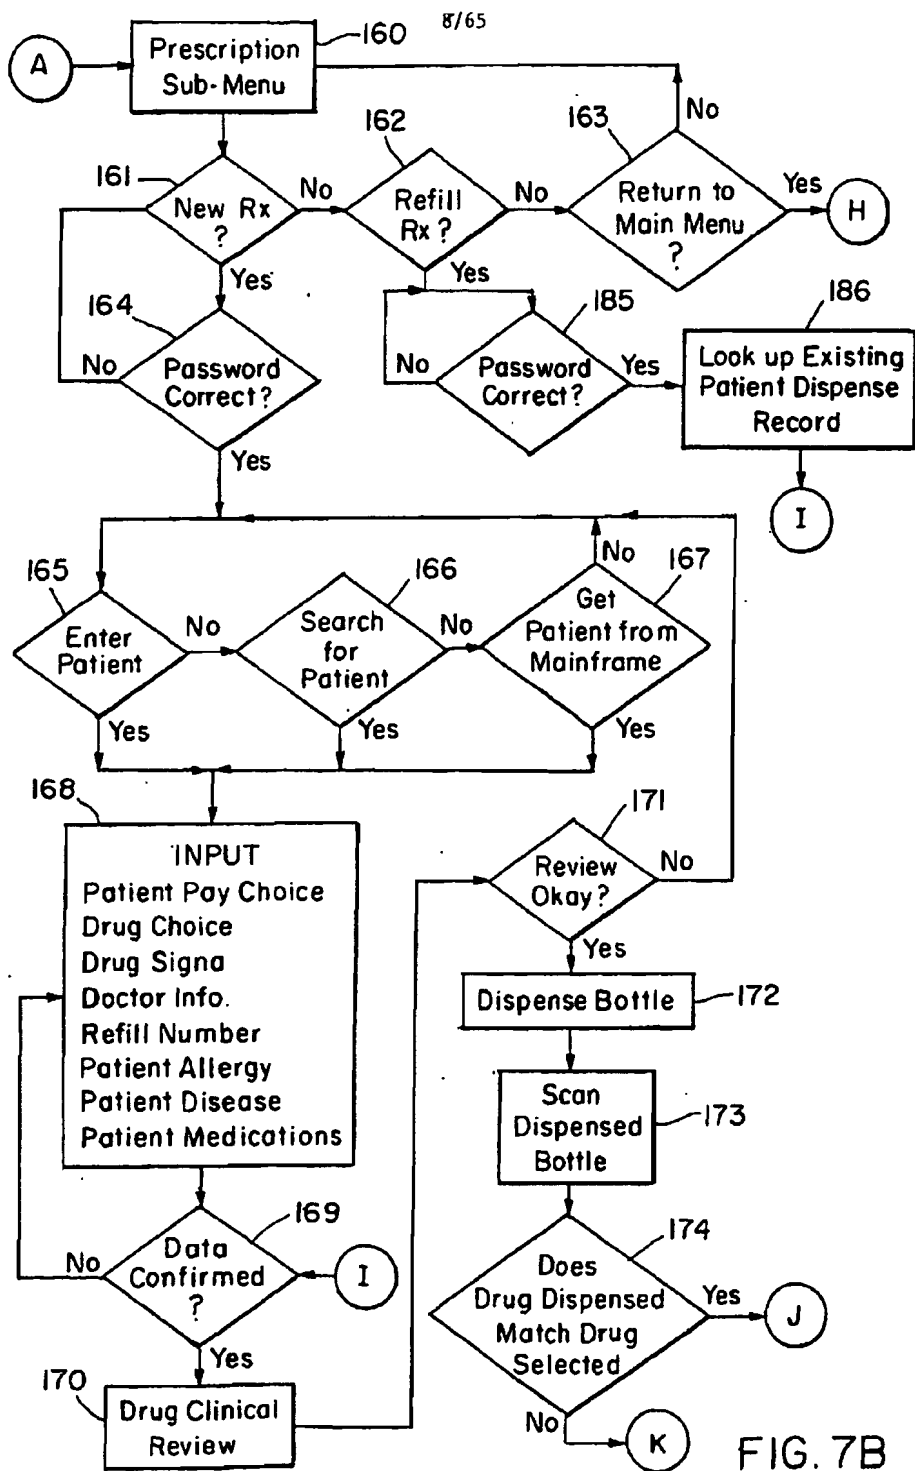 8/65
A
Prescription
Sub-Menu
160
No
161
New Rx
?
No
162
Refill
Rx?
No
163
Return to
Main Menu
?
Yes
H
Yes
164
No
Password
Correct?
Yes
Yes
185
No
Password
Correct?
Yes
186
Look up Existing
Patient Dispense
Record
I
165
Enter
Patient
No
Yes
166
Search
for
Patient
No
Yes
167
No
Get
Patient from
Mainframe
Yes
168
INPUT
Patient Pay Choice
Drug Choice
Drug Signa
Doctor Info.
Refill Number
Patient Allergy
Patient Disease
Patient Medications
169
No
Data
Confirmed
?
I
Yes
170
Drug Clinical
Review
171
Review
Okay?
No
Yes
Dispense Bottle
172
Scan
Dispensed
Bottle
173
174
Does
Drug Dispensed
Match Drug
Selected
Yes
J
No
K
FIG. 7B